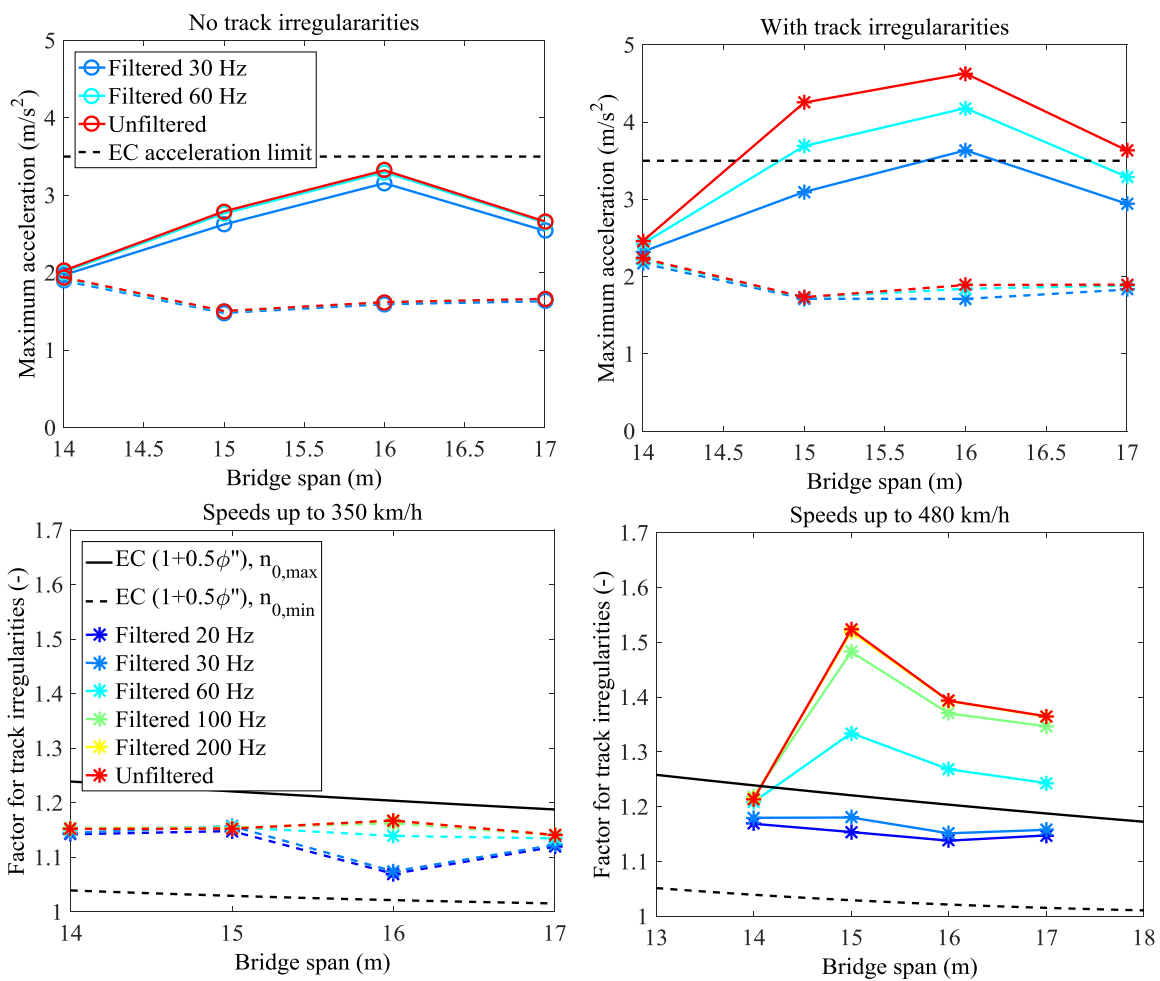 No track irregulararities
5
4
3
2
1
0
Maximum acceleration (m/s²)
Filtered 30 Hz
Filtered 60 Hz
Unfiltered
EC acceleration limit
14
14.5
15
15.5
16
16.5
17
Bridge span (m)
With track irregulararities
5
4
3
2
1
0
Maximum acceleration (m/s²)
14
14.5
15
15.5
16
16.5
17
Bridge span (m)
Speeds up to 350 km/h
1.7
1.6
1.5
1.4
1.3
1.2
1.1
1
Factor for track irregularities (-)
EC (1+0.5ϕ"), n0,max
EC (1+0.5ϕ"), n0,min
Filtered 20 Hz
Filtered 30 Hz
Filtered 60 Hz
Filtered 100 Hz
Filtered 200 Hz
Unfiltered
14
15
16
17
Bridge span (m)
Speeds up to 480 km/h
1.7
1.6
1.5
1.4
1.3
1.2
1.1
1
Factor for track irregularities (-)
13
14
15
16
17
18
Bridge span (m)